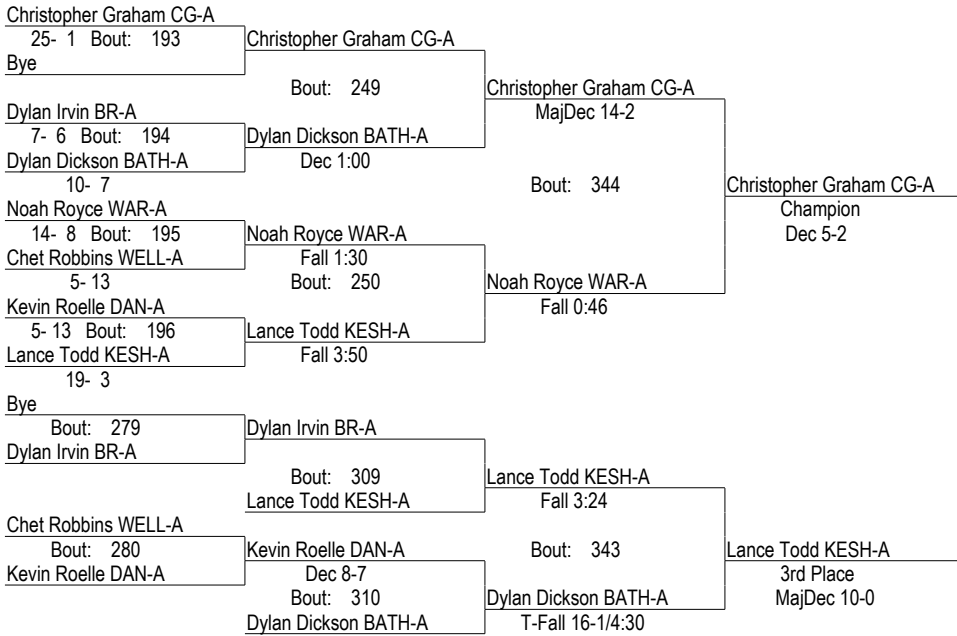 Christopher Graham CG-A
25- 1 Bout: 193
Bye
Christopher Graham CG-A
Bout: 249
Christopher Graham CG-A
MajDec 14-2
Dylan Irvin BR-A
7- 6 Bout: 194
Dylan Dickson BATH-A
10- 7
Dylan Dickson BATH-A
Dec 1:00
Bout: 344
Christopher Graham CG-A
Champion
Dec 5-2
Noah Royce WAR-A
14- 8 Bout: 195
Chet Robbins WELL-A
5- 13
Noah Royce WAR-A
Fall 1:30
Bout: 250
Noah Royce WAR-A
Fall 0:46
Kevin Roelle DAN-A
5- 13 Bout: 196
Lance Todd KESH-A
19- 3
Lance Todd KESH-A
Fall 3:50
Bye
Bout: 279
Dylan Irvin BR-A
Dylan Irvin BR-A
Bout: 309
Lance Todd KESH-A
Lance Todd KESH-A
Fall 3:24
Chet Robbins WELL-A
Bout: 280
Kevin Roelle DAN-A
Kevin Roelle DAN-A
Dec 8-7
Bout: 310
Dylan Dickson BATH-A
Bout: 343
Dylan Dickson BATH-A
T-Fall 16-1/4:30
Lance Todd KESH-A
3rd Place
MajDec 10-0